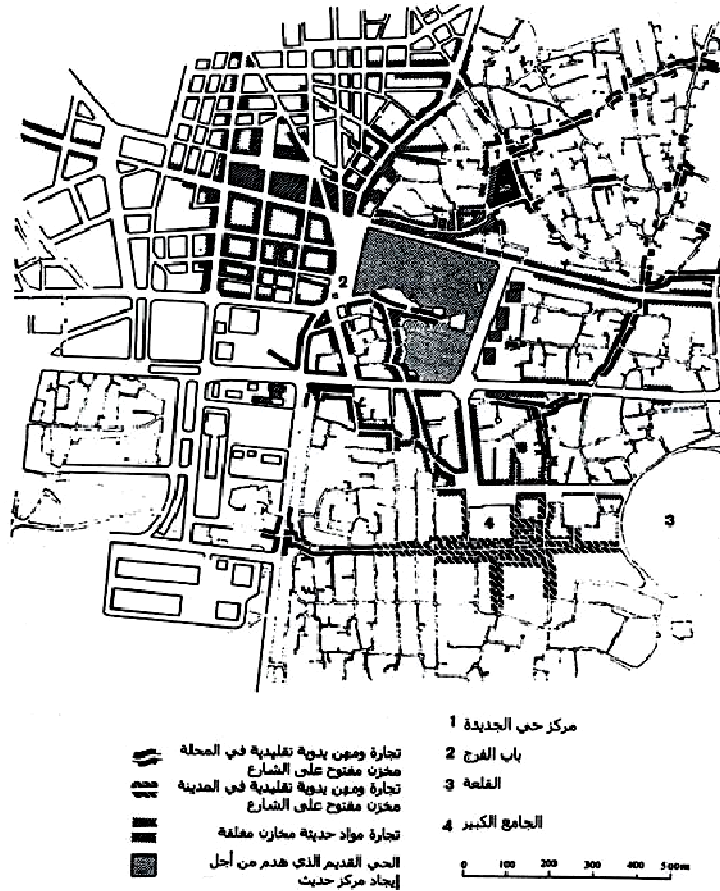 2
4
3
1 مركز حي الجديدة
2 باب الفرج
3 القلعة
4 الجامع الكبير
تجارة ومهن يدوية تقليدية في المحلة
مخزن مفتوح على الشارع
تجارة ومهن يدوية تقليدية في المدينة
مخزن مفتوح على الشارع
تجارة مواد حديثة مخازن مغلقة
الحي القديم الذي هدم من أجل
إيجاد مركز حديث
0 100 200 300 400 500m